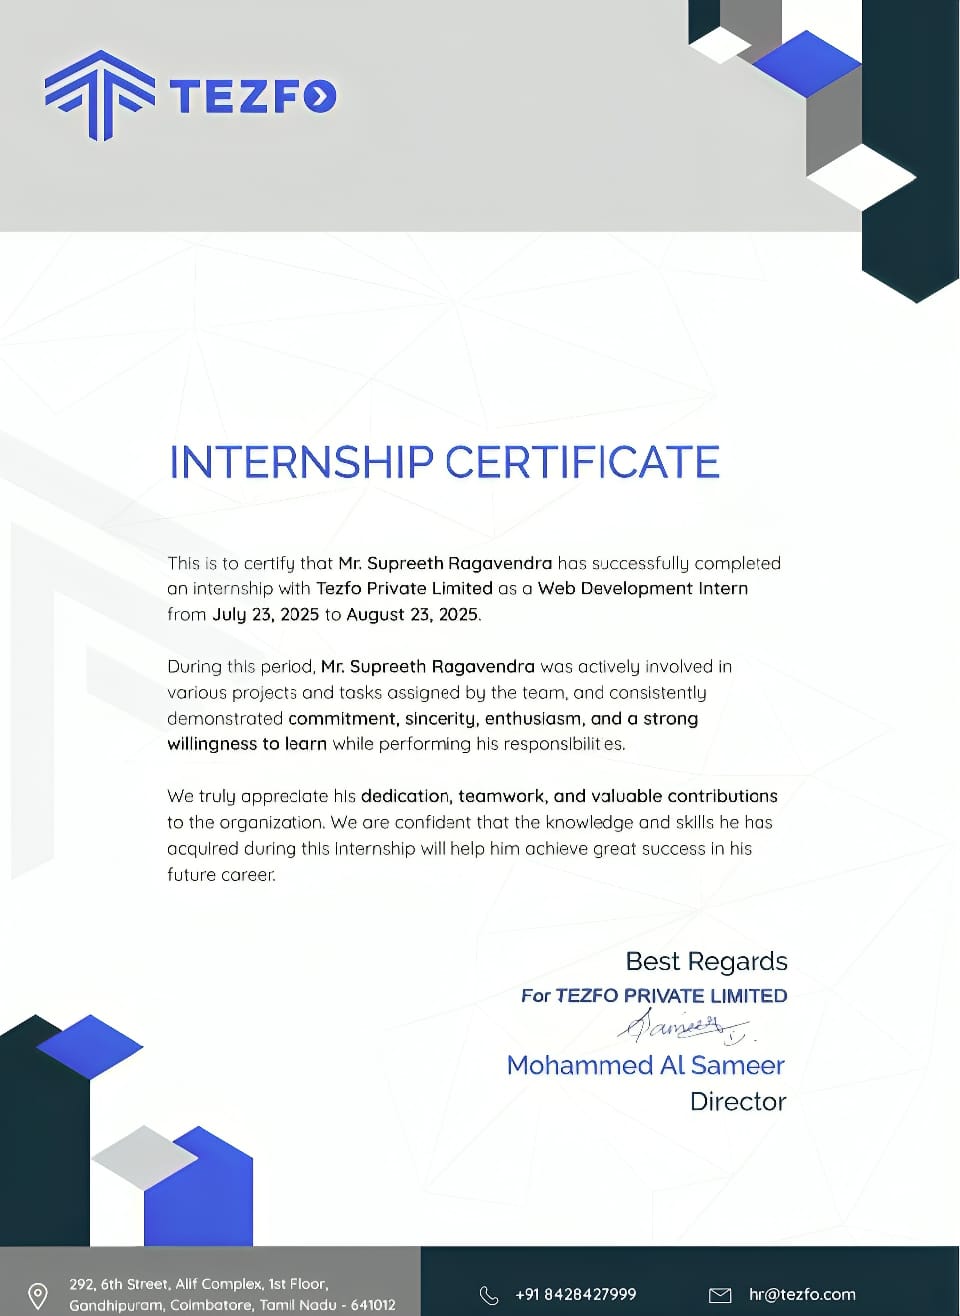 TEZFO
INTERNSHIP CERTIFICATE
This is to certify that Mr. Supreeth Ragavendra has successfully completed
an internship with Tezfo Private Limited as a Web Development Intern
from July 23, 2025 to August 23, 2025.
During this period, Mr. Supreeth Ragavendra was actively involved in
various projects and tasks assigned by the team, and consistently
demonstrated commitment, sincerity, enthusiasm, and a strong
willingness to learn while performing his responsibilities.
We truly appreciate his dedication, teamwork, and valuable contributions
to the organization. We are confident that the knowledge and skills he has
acquired during this internship will help him achieve great success in his
future career.
Best Regards
For TEZFO PRIVATE LIMITED
Sameer
Mohammed Al Sameer
Director
292, 6th Street, Alif Complex, 1st Floor,
Gandhipuram, Coimbatore, Tamil Nadu - 641012
+91 8428427999
hr@tezfo.com